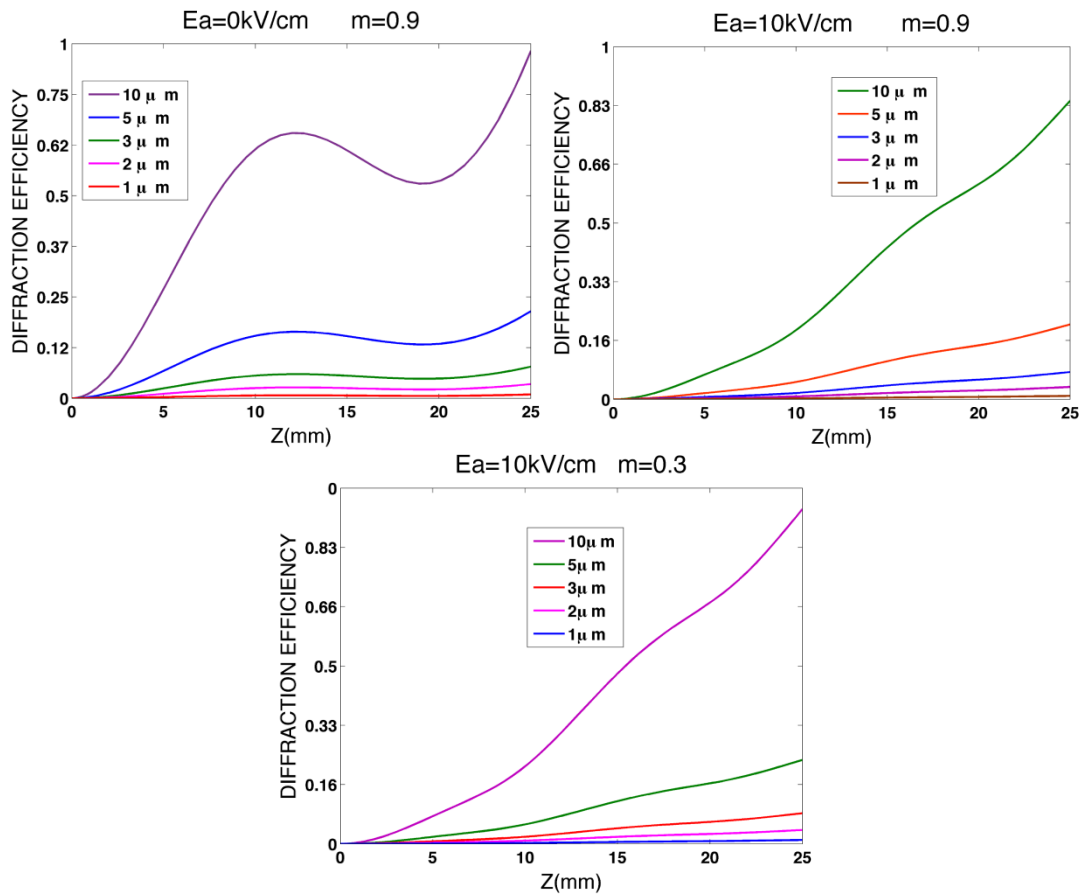 Ea=0kV/cm m=0.9
DIFFRACTION EFFICIENCY
1
0.75
0.62
0.5
0.37
0.25
0.12
0
10 μ m
5 μ m
3 μ m
2 μ m
1 μ m
0 5 10 15 20 25
Z(mm)
Ea=10kV/cm m=0.9
DIFFRACTION EFFICIENCY
1
0.83
0.66
0.5
0.33
0.16
0
10 μ m
5 μ m
3 μ m
2 μ m
1 μ m
0 5 10 15 20 25
Z(mm)
Ea=10kV/cm m=0.3
DIFFRACTION EFFICIENCY
0
0.83
0.66
0.5
0.33
0.16
0
10μ m
5μ m
3μ m
2μ m
1μ m
0 5 10 15 20 25
Z(mm)